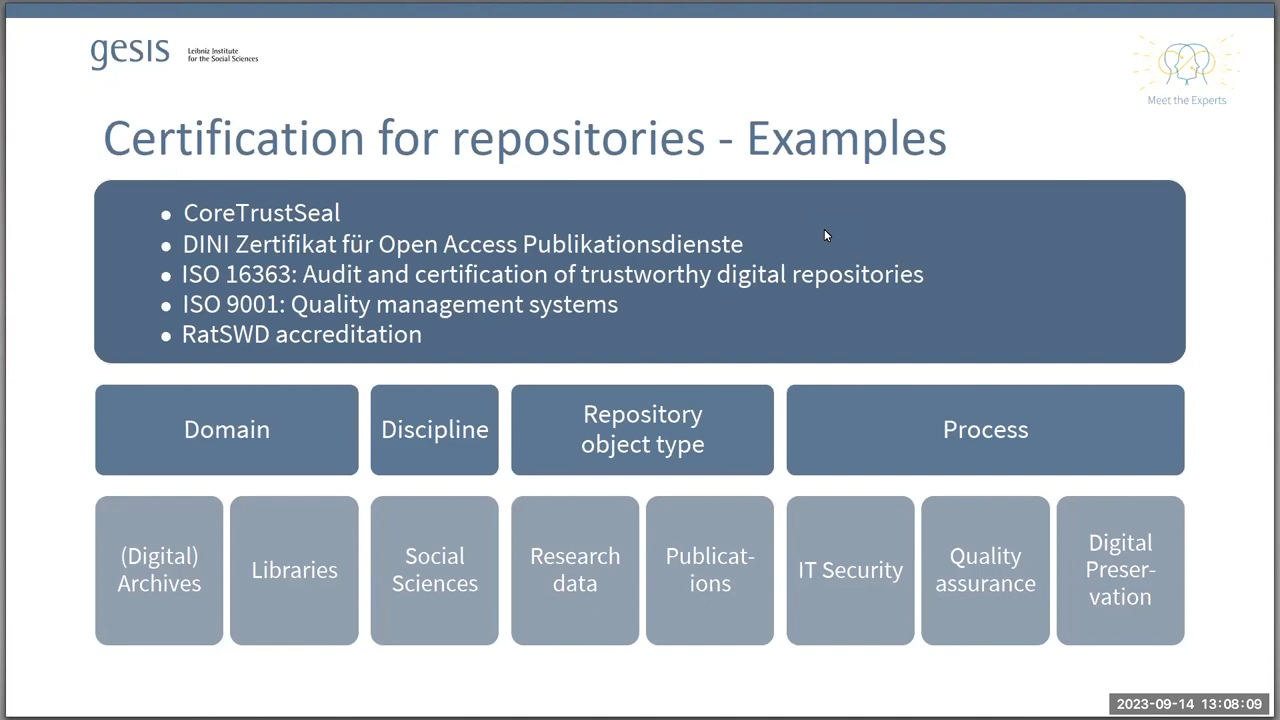 gesis
Leibniz Institute
for the Social Sciences
Meet the Experts
Certification for repositories - Examples
• CoreTrustSeal
• DINI Zertifikat für Open Access Publikationsdienste
• ISO 16363: Audit and certification of trustworthy digital repositories
• ISO 9001: Quality management systems
• RatSWD accreditation
Domain
Discipline
Repository
object type
Process
(Digital)
Archives
Libraries
Social
Sciences
Research
data
Publicat-
ions
IT Security
Quality
assurance
Digital
Preser-
vation
2023-09-14 13:08:09